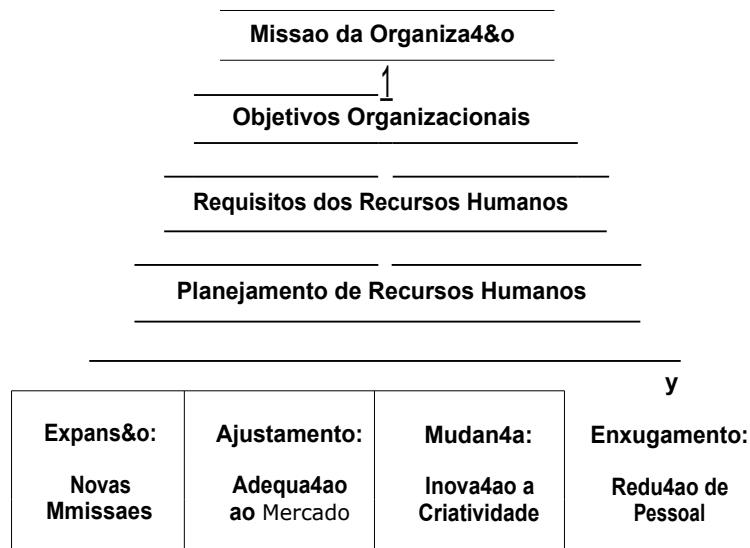 Missao da Organiza4&o
1
Objetivos Organizacionais
Requisitos dos Recursos Humanos
Planejamento de Recursos Humanos
y
Expans&o:
Novas
Mmissaes
Ajustamento:
Adequa4ao
ao Mercado
Mudan4a:
Inova4ao a
Criatividade
Enxugamento:
Redu4ao de
Pessoal